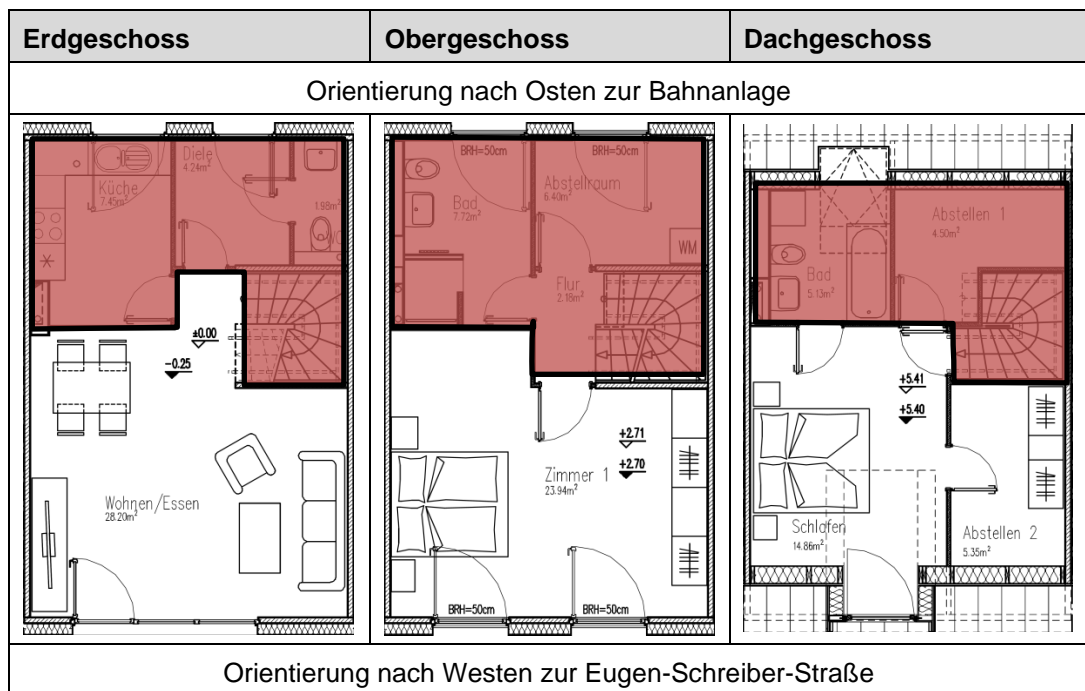 Erdgeschoss
Obergeschoss
Dachgeschoss
Orientierung nach Osten zur Bahnanlage
Diele
4.24m²
Küche
7.45m²
1.98m²
WC
±0.00
-0.25
Wohnen/Essen
28.20m²
BRH=50cm
BRH=50cm
Bad
7.72m²
Abstellraum
6.40m²
WM
Flur
2.18m²
+2.71
+2.70
Zimmer 1
23.94m²
BRH=50cm
BRH=50cm
Abstellen 1
4.50m²
Bad
5.13m²
+5.41
+5.40
Schlafen
14.86m²
Abstellen 2
5.35m²
Orientierung nach Westen zur Eugen-Schreiber-Straße